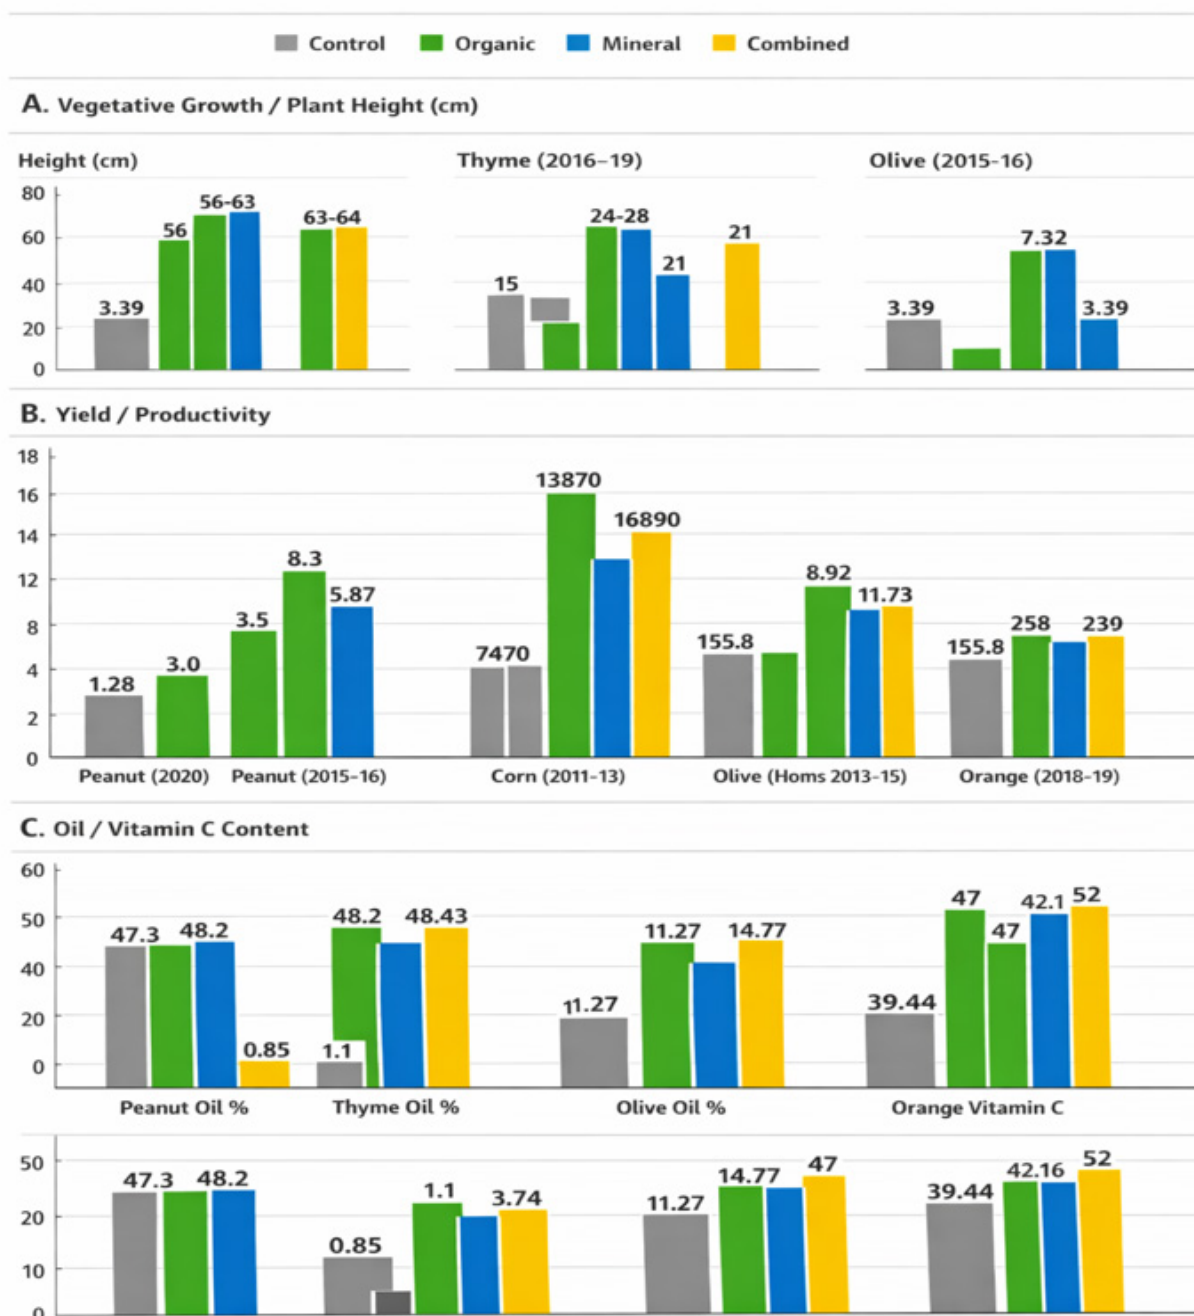 Control Organic Mineral Combined
A. Vegetative Growth / Plant Height (cm)
Height (cm) Thyme (2016–19) Olive (2015-16)
80
60
40
20
0
3.39 56 56-63 63-64
15 24-28 21 21
3.39 7.32 3.39
B. Yield / Productivity
18
16
14
12
8
4
2
0
1.28 3.0 3.5 8.3 5.87
7470 13870 16890
155.8 8.92 11.73
155.8 258 239
Peanut (2020) Peanut (2015-16) Corn (2011-13) Olive (Homs 2013-15) Orange (2018-19)
C. Oil / Vitamin C Content
60
50
40
20
0
47.3 48.2 0.85
1.1 48.2 48.43
11.27 11.27 14.77
39.44 47 47 42.1 52
Peanut Oil % Thyme Oil % Olive Oil % Orange Vitamin C
50
20
10
0
47.3 48.2
0.85 1.1 3.74
11.27 14.77 47
39.44 42.16 52